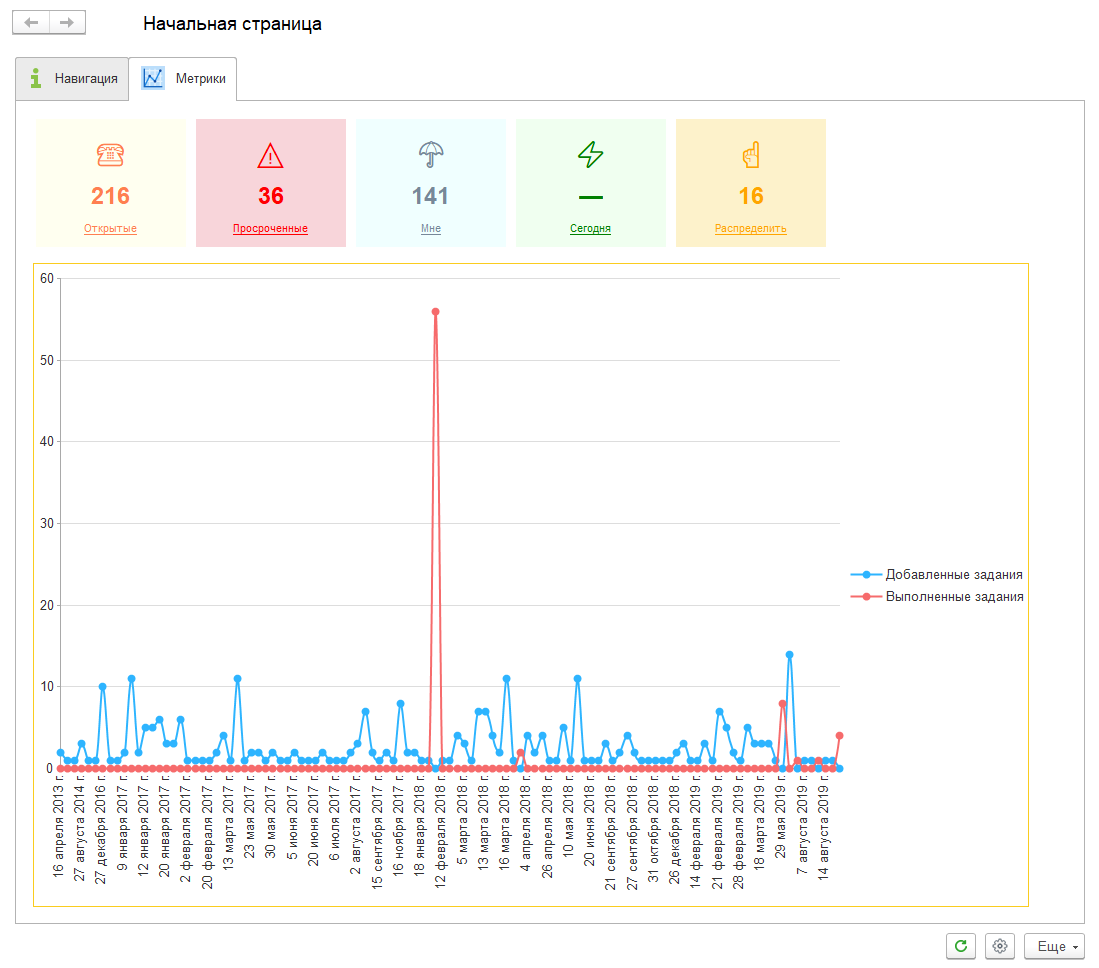 Начальная страница
Навигация
Метрики
216
36
141
—
16
Открытые
Просроченные
Мне
Сегодня
Распределить
60
50
40
30
20
10
0
Добавленные задания
Выполненные задания
16 апреля 2013 г.
27 августа 2014 г.
27 декабря 2016 г.
9 января 2017 г.
12 января 2017 г.
20 января 2017 г.
2 февраля 2017 г.
20 февраля 2017 г.
13 марта 2017 г.
23 мая 2017 г.
30 мая 2017 г.
5 июня 2017 г.
20 июня 2017 г.
6 июля 2017 г.
2 августа 2017 г.
15 сентября 2017 г.
16 ноября 2017 г.
18 января 2018 г.
12 февраля 2018 г.
5 марта 2018 г.
13 марта 2018 г.
16 марта 2018 г.
4 апреля 2018 г.
26 апреля 2018 г.
10 мая 2018 г.
20 июня 2018 г.
21 сентября 2018 г.
27 сентября 2018 г.
31 октября 2018 г.
26 декабря 2018 г.
14 февраля 2019 г.
21 февраля 2019 г.
28 февраля 2019 г.
18 марта 2019 г.
29 мая 2019 г.
7 августа 2019 г.
14 августа 2019 г.
Еще